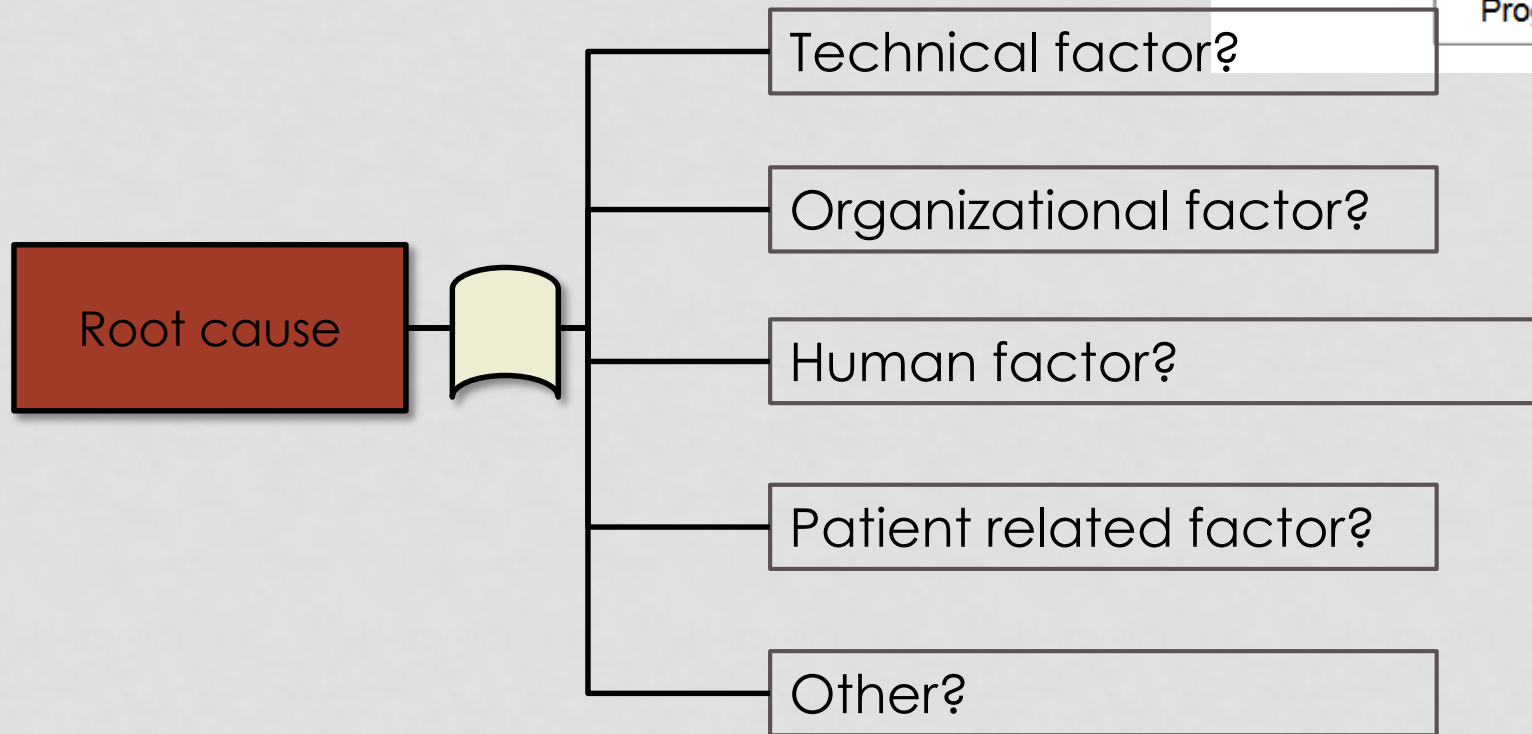 Technical factor?
Organizational factor?
Root cause
Human factor?
Patient related factor?
Other?